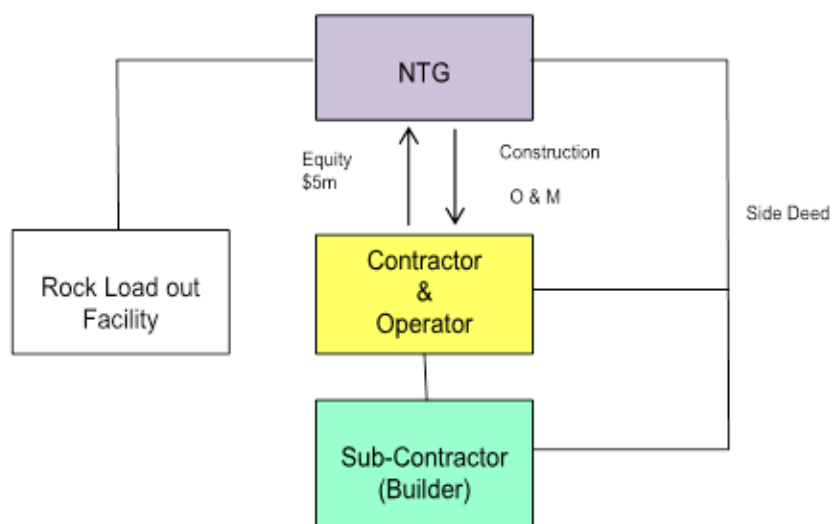 NTG
Equity
$5m
Construction
O & M
Side Deed
Rock Load out
Facility
Contractor
&
Operator
Sub-Contractor
(Builder)